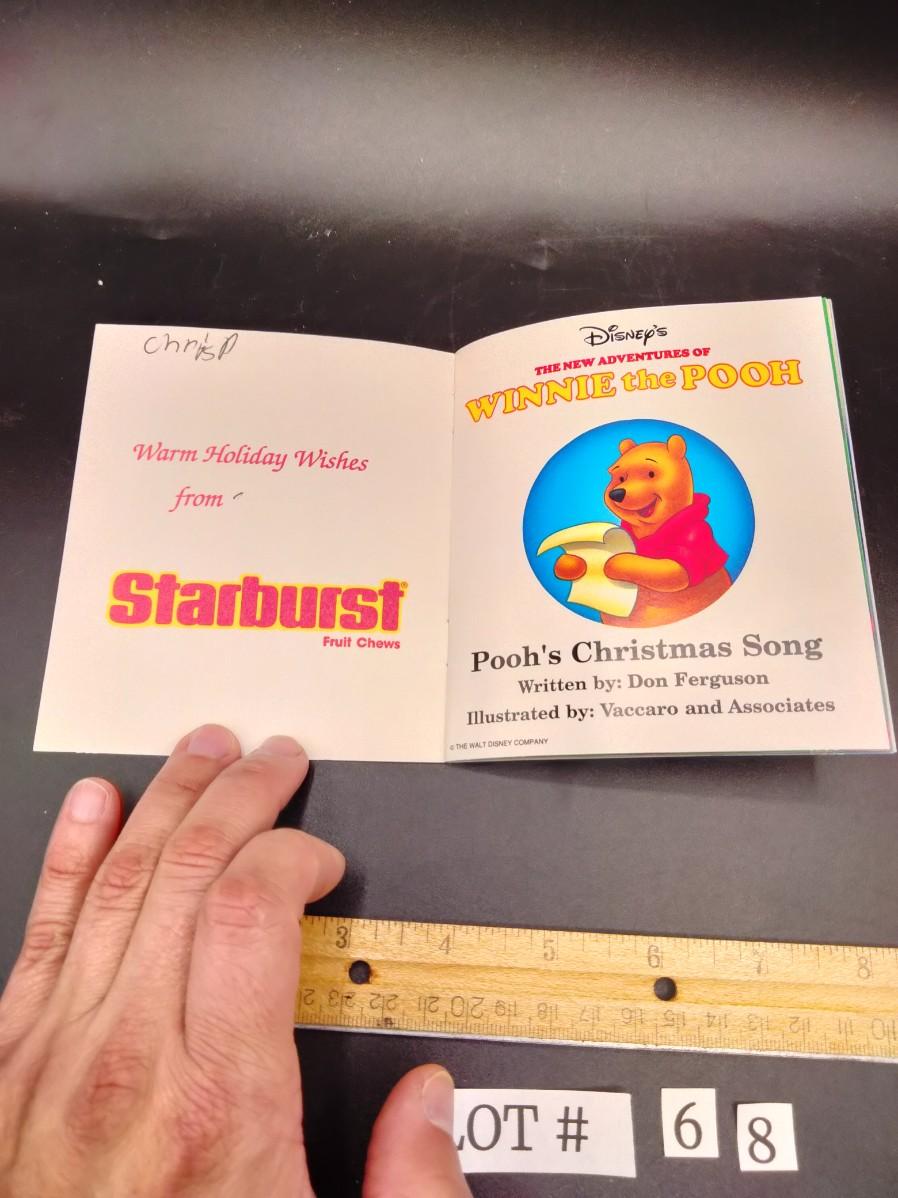 Chris P
Warm Holiday Wishes
from
Starburst®
Fruit Chews
Disney's
THE NEW ADVENTURES OF
WINNIE the POOH
Pooh's Christmas Song
Written by: Don Ferguson
Illustrated by: Vaccaro and Associates
© THE WALT DISNEY COMPANY
3 4 5 6 7 8
23 22 21 20 19 18 17 16 15 14 13 12 11 10
LOT # 6 8